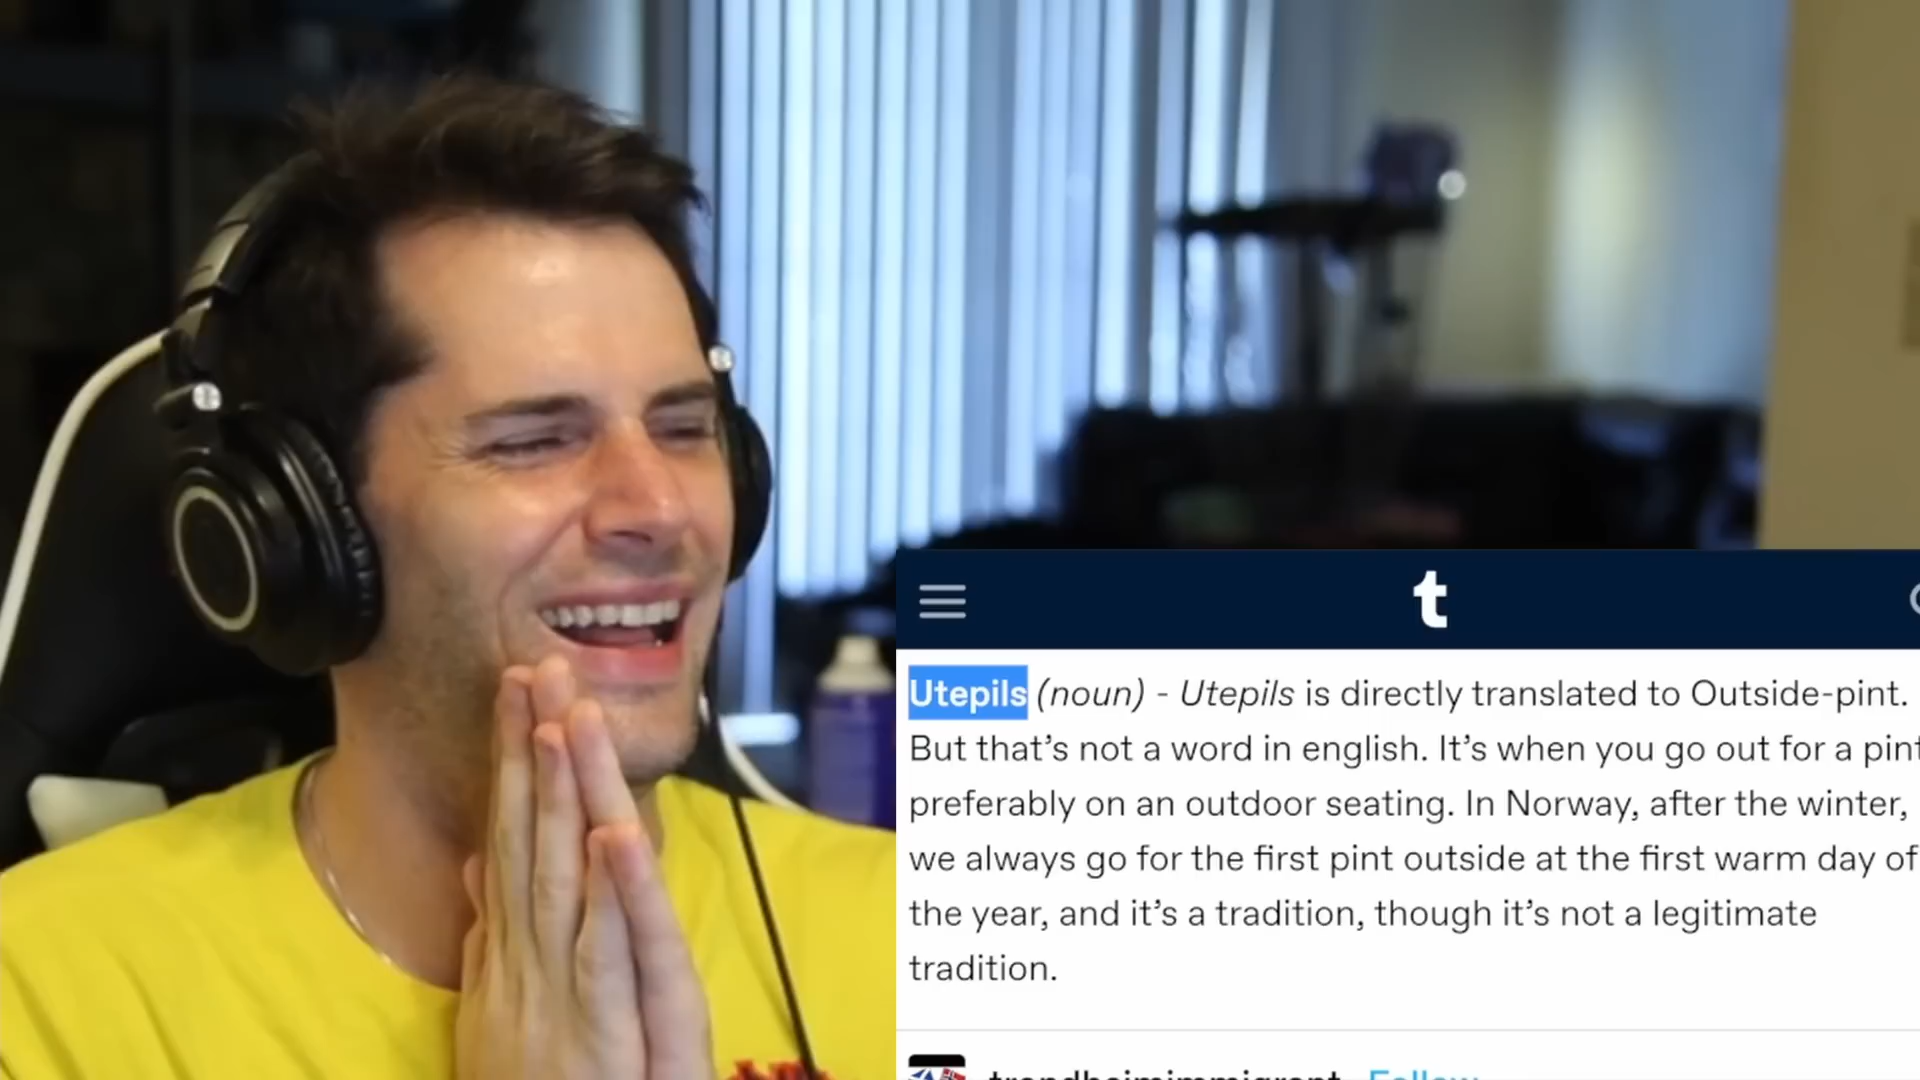 t
Utepils (noun) - Utepils is directly translated to Outside-pint.
But that’s not a word in english. It’s when you go out for a pint
preferably on an outdoor seating. In Norway, after the winter,
we always go for the first pint outside at the first warm day of
the year, and it’s a tradition, though it’s not a legitimate
tradition.
trondheimimmigrant Follow